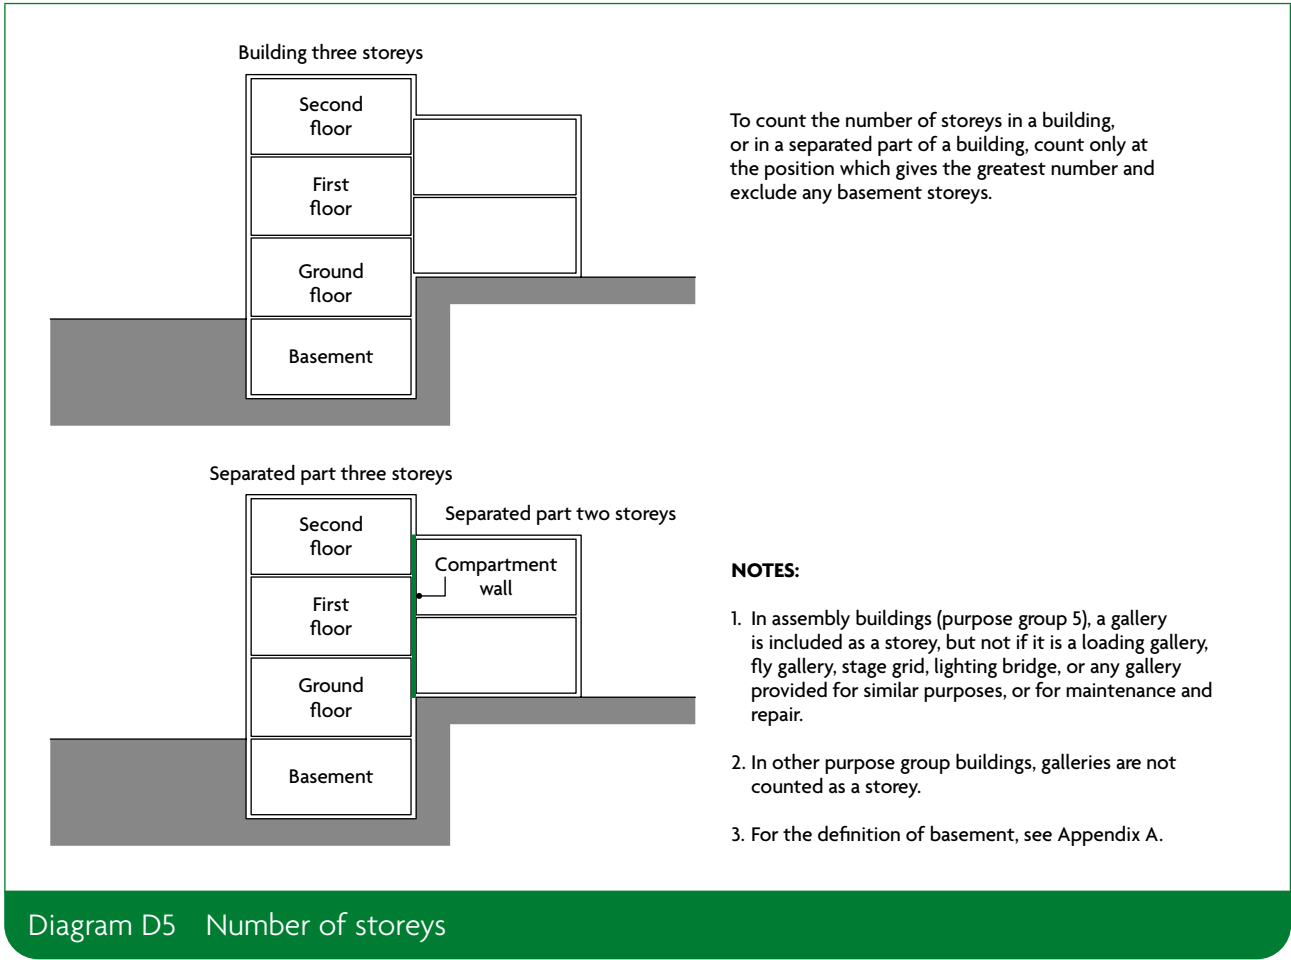 Building three storeys
Second
floor
First
floor
Ground
floor
Basement
To count the number of storeys in a building,
or in a separated part of a building, count only at
the position which gives the greatest number and
exclude any basement storeys.
Separated part three storeys
Separated part two storeys
Second
floor
First
floor
Ground
floor
Basement
Compartment
wall
NOTES:
1. In assembly buildings (purpose group 5), a gallery
is included as a storey, but not if it is a loading gallery,
fly gallery, stage grid, lighting bridge, or any gallery
provided for similar purposes, or for maintenance and
repair.
2. In other purpose group buildings, galleries are not
counted as a storey.
3. For the definition of basement, see Appendix A.
Diagram D5 Number of storeys